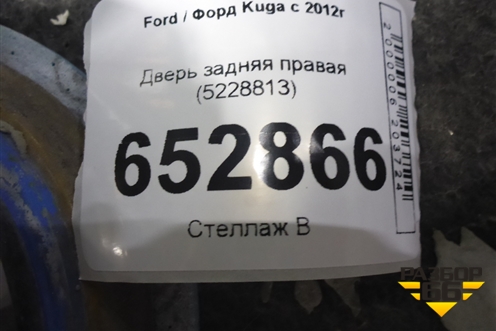 Ford / Форд Kuga с 2012г
Дверь задняя правая
(5228813)
652866
Стеллаж В
2000006203724
РАЗБОР
66